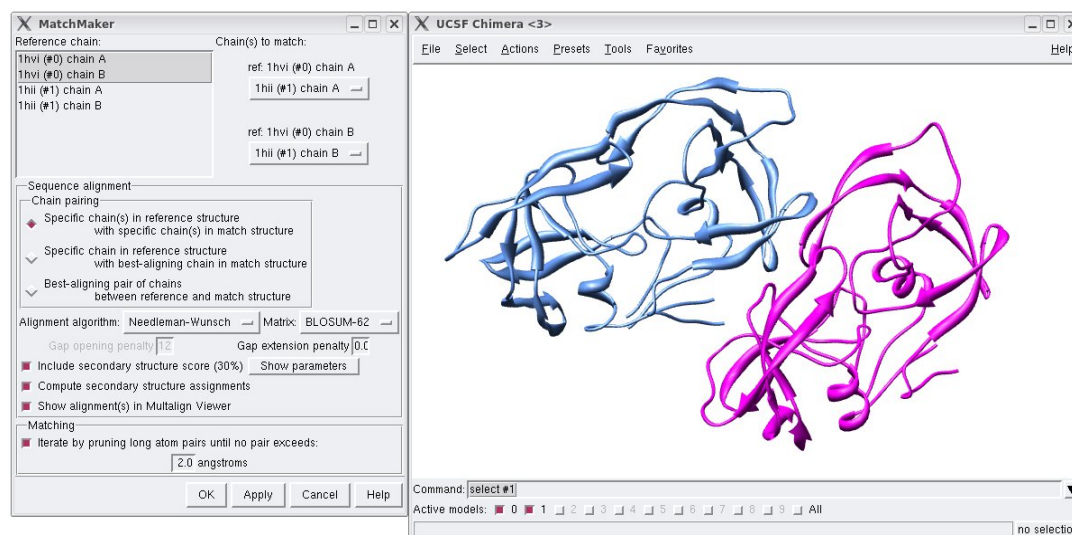 MatchMaker
Reference chain:
Chain(s) to match:
1hvi (#0) chain A
1hvi (#0) chain B
1hii (#1) chain A
1hii (#1) chain B
ref: 1hvi (#0) chain A
1hii (#1) chain A
ref: 1hvi (#0) chain B
1hii (#1) chain B
Sequence alignment
Chain pairing
Specific chain(s) in reference structure
with specific chain(s) in match structure
Specific chain in reference structure
with best-aligning chain in match structure
Best-aligning pair of chains
between reference and match structure
Alignment algorithm: Needleman-Wunsch Matrix: BLOSUM-62
Gap opening penalty 12 Gap extension penalty
Include secondary structure score (30%) Show parameters
Compute secondary structure assignments
Show alignment(s) in Multalign Viewer
Matching
Iterate by pruning long atom pairs until no pair exceeds:
2.0 angstroms
OK Apply Cancel Help
UCSF Chimera <3>
File Select Actions Presets Tools Favorites Help
Command: select #1
Active models: 0 1 2 3 4 5 6 7 8 9 All
no selection